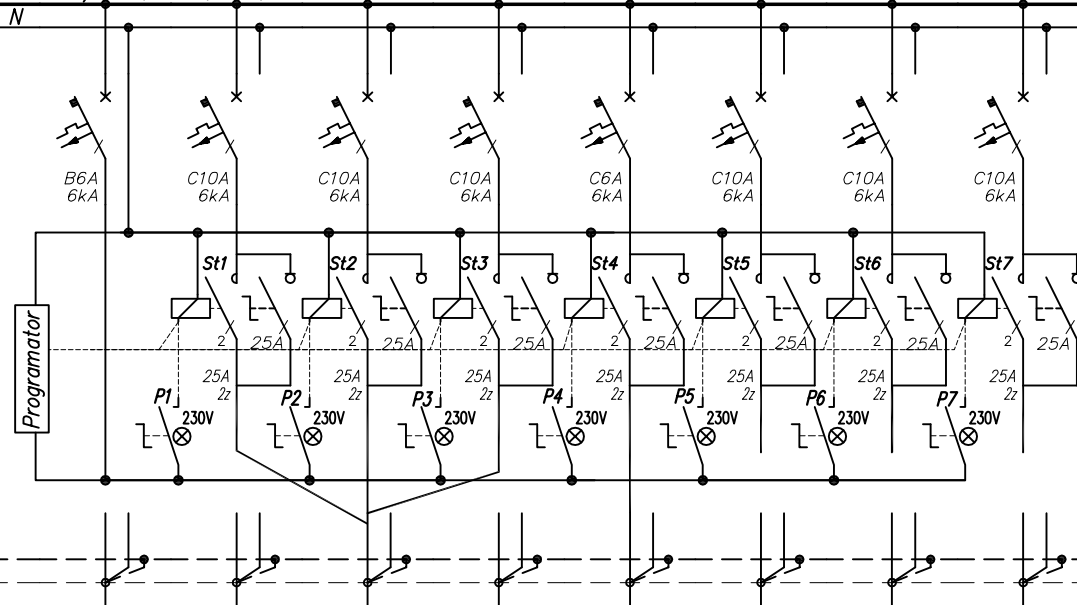 N
B6A C10A C10A C10A C6A C10A C10A C10A
6kA 6kA 6kA 6kA 6kA 6kA 6kA 6kA
St1 St2 St3 St4 St5 St6 St7
Programator
2 25A 2 25A 2 25A 2 25A 2 25A 2 25A 2 25A
25A 25A 25A 25A 25A 25A 25A
2z 2z 2z 2z 2z 2z 2z
P1 P2 P3 P4 P5 P6 P7
230V 230V 230V 230V 230V 230V 230V